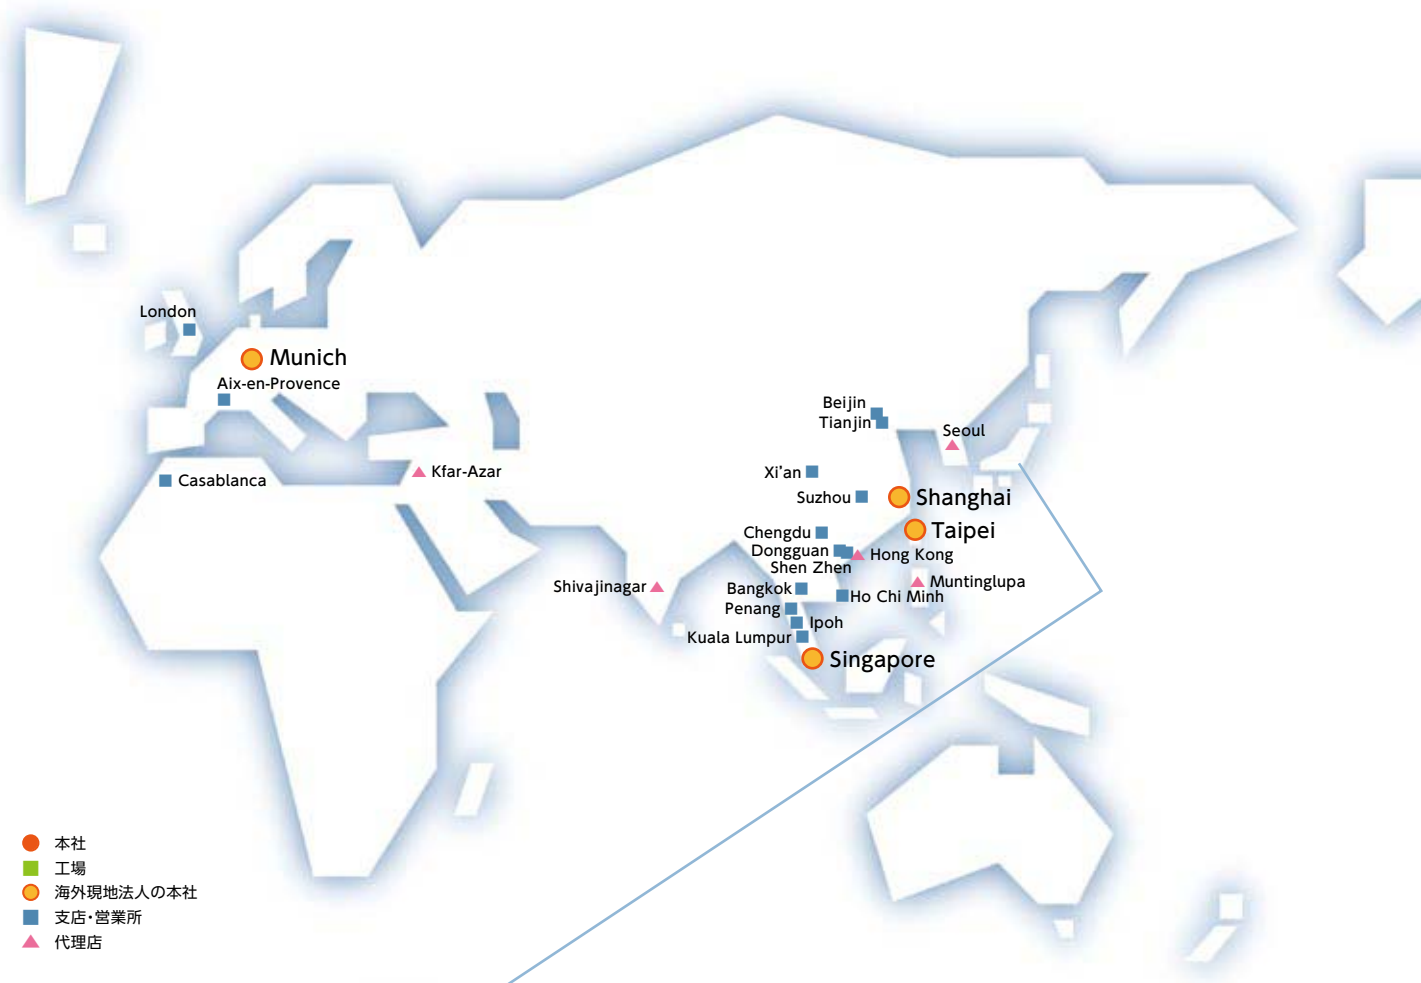 London
Munich
Aix-en-Provence
Beijin
Tianjin
Seoul
Kfar-Azar
Casablanca
Xi'an
Suzhou
Shanghai
Taipei
Chengdu
Dongguan
Hong Kong
Shen Zhen
Muntinglupa
Shivajinagar
Bangkok
Ho Chi Minh
Penang
Ipoh
Kuala Lumpur
Singapore
本社
工場
海外現地法人の本社
支店・営業所
代理店